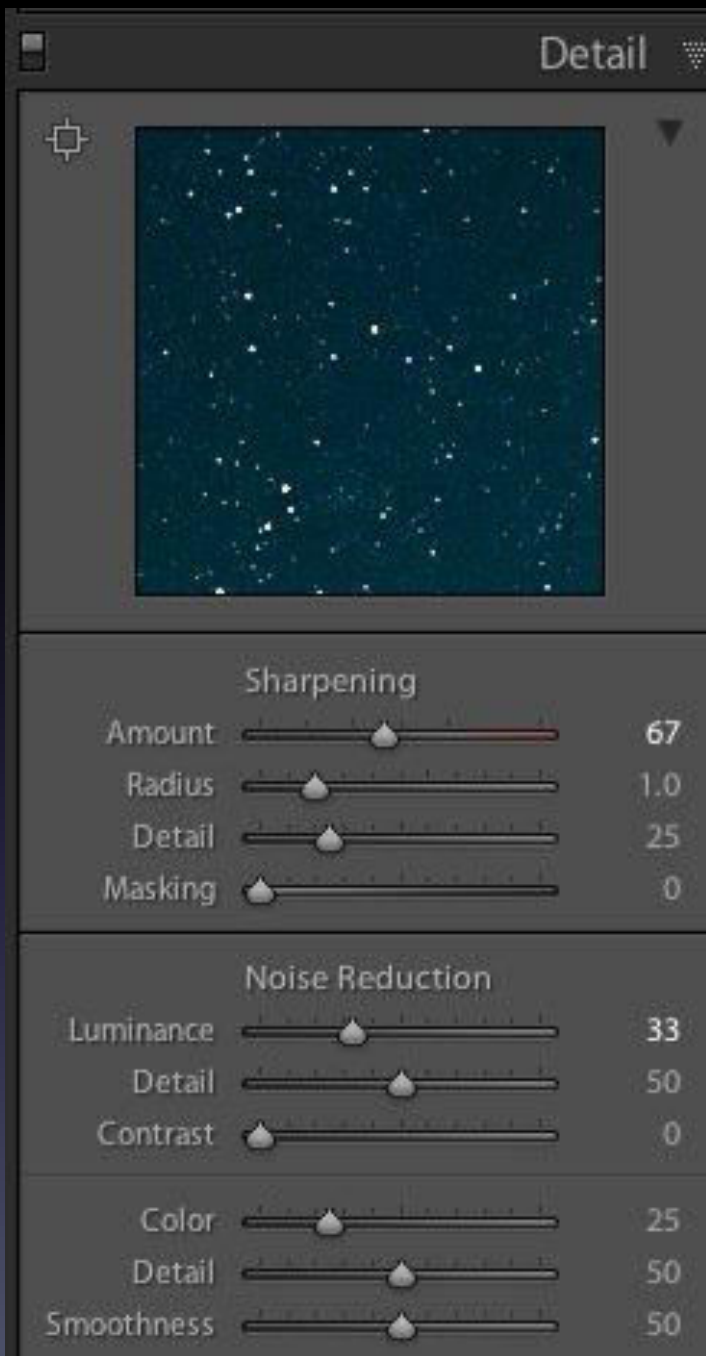 Detail
Sharpening
Amount 67
Radius 1.0
Detail 25
Masking 0
Noise Reduction
Luminance 33
Detail 50
Contrast 0
Color 25
Detail 50
Smoothness 50